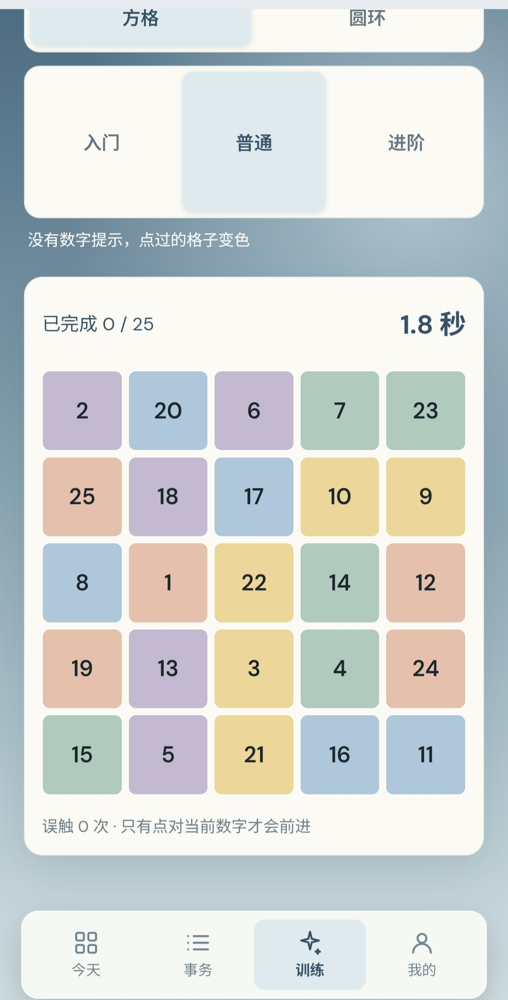 方格 圆环
入门 普通 进阶
没有数字提示，点过的格子变色
已完成 0 / 25 1.8 秒
2 20 6 7 23
25 18 17 10 9
8 1 22 14 12
19 13 3 4 24
15 5 21 16 11
误触 0 次 · 只有点对当前数字才会前进
今天 事务 训练 我的